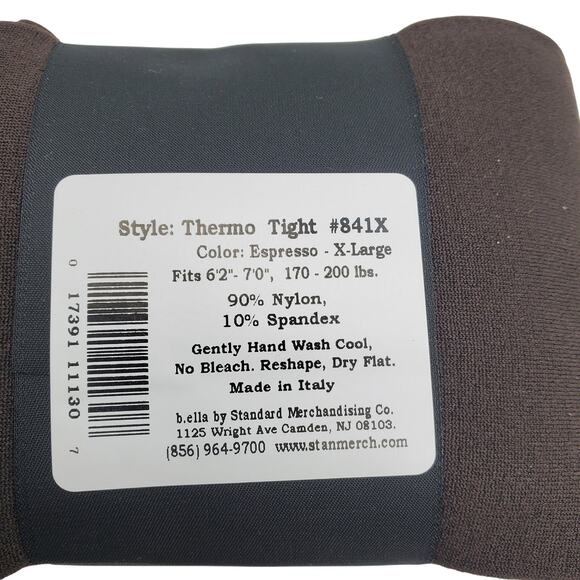 Style: Thermo Tight #841X
Color: Espresso - X-Large
Fits 6'2"- 7'0", 170 - 200 lbs.
90% Nylon,
10% Spandex
Gently Hand Wash Cool,
No Bleach. Reshape, Dry Flat.
Made in Italy
b.ella by Standard Merchandising Co.
1125 Wright Ave Camden, NJ 08103.
(856) 964-9700 www.stanmerch.com
0 17391 11130 7